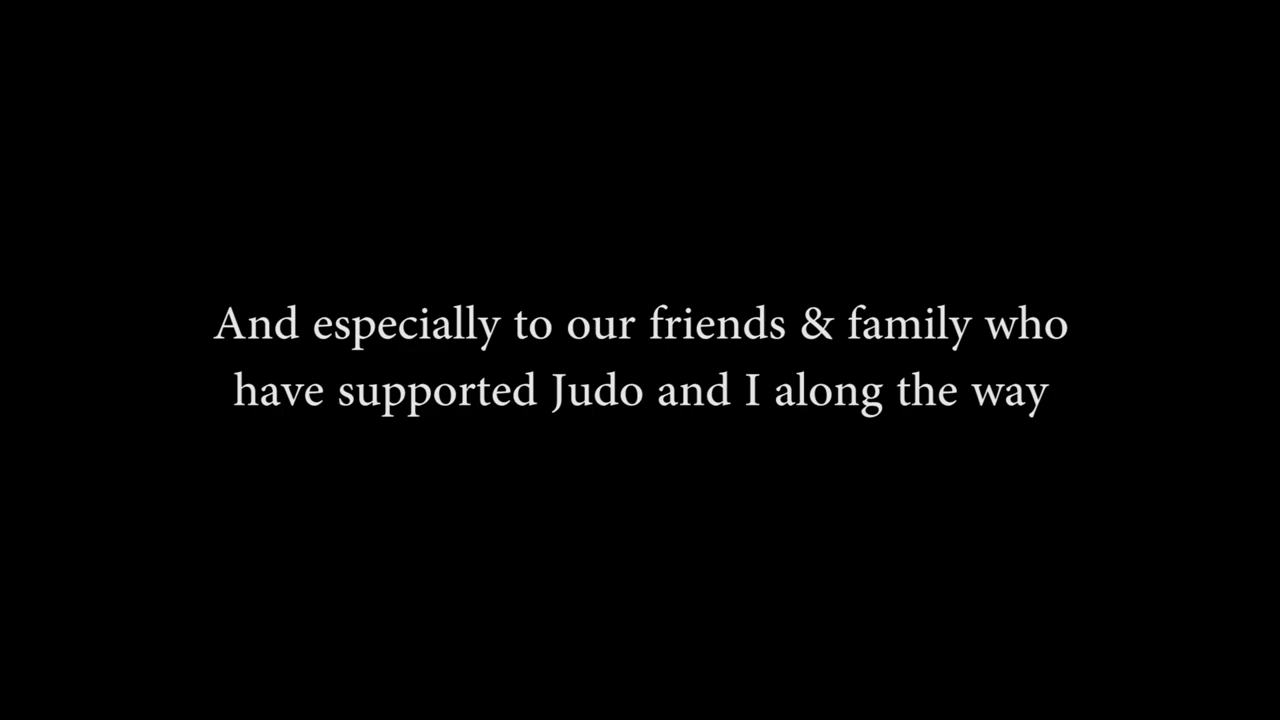 And especially to our friends & family who
have supported Judo and I along the way